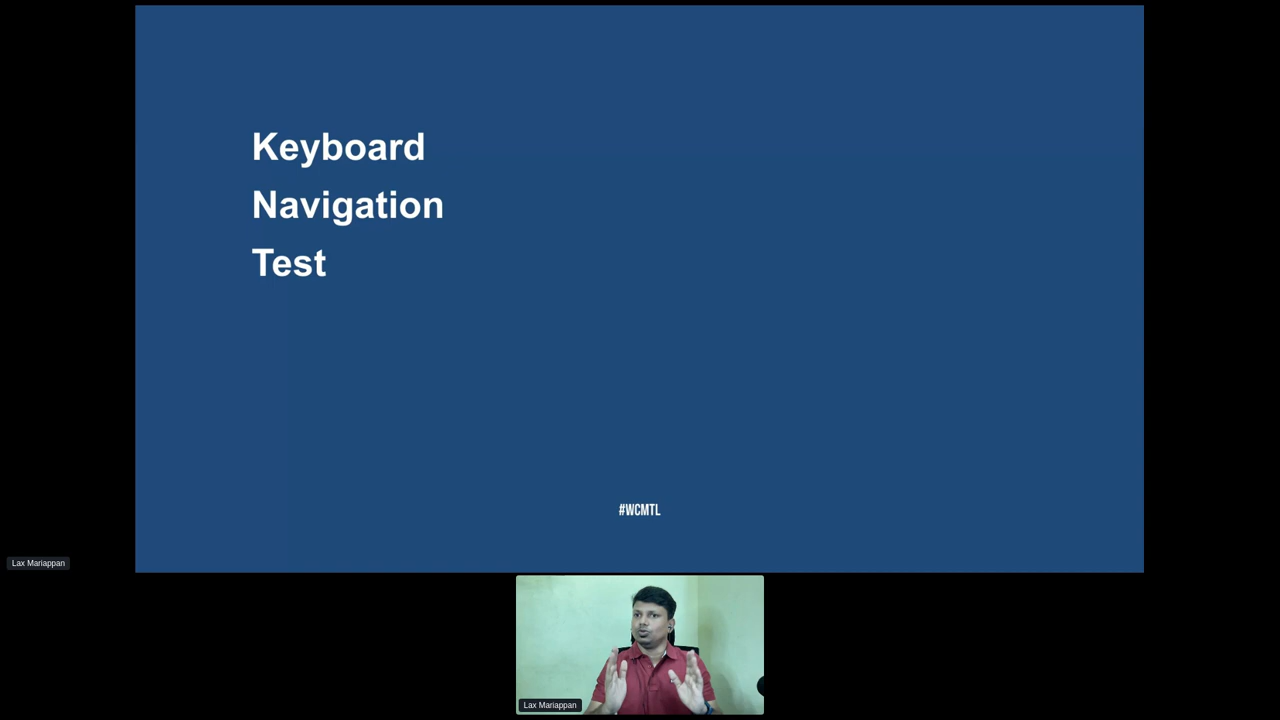 Keyboard
Navigation
Test
#WCMTL
Lax Mariappan
Lax Mariappan